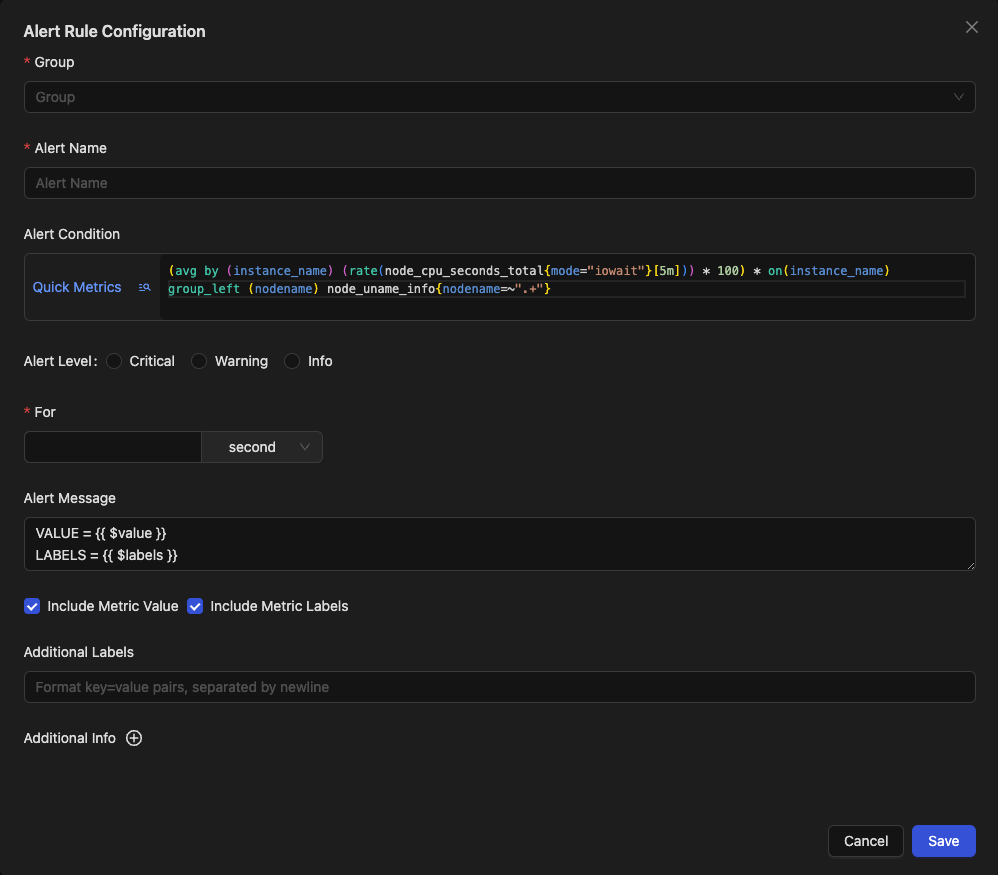 Alert Rule Configuration
* Group
Group
* Alert Name
Alert Name
Alert Condition
Quick Metrics
(avg by (instance_name) (rate(node_cpu_seconds_total{mode="iowait"}[5m])) * 100) * on(instance_name)
group_left (nodename) node_uname_info{nodename=~".+"}
Alert Level: Critical Warning Info
* For
second
Alert Message
VALUE = {{ $value }}
LABELS = {{ $labels }}
Include Metric Value Include Metric Labels
Additional Labels
Format key=value pairs, separated by newline
Additional Info
Cancel Save